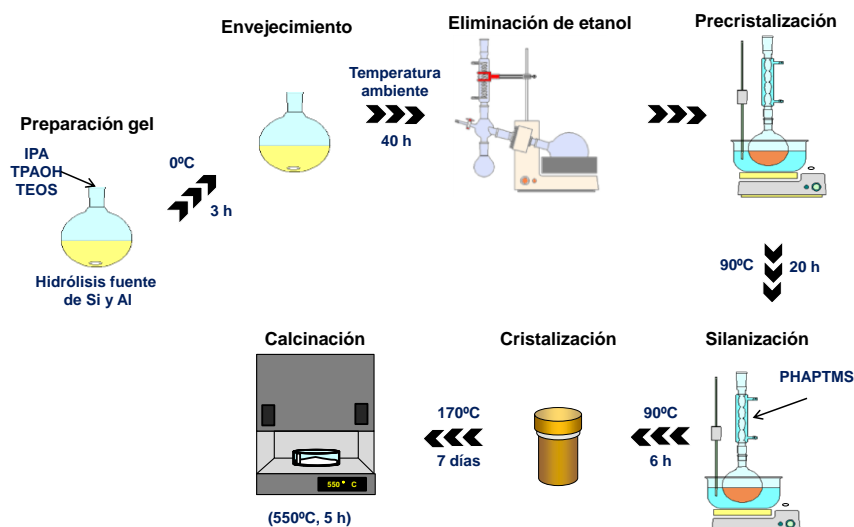 Preparación gel
IPA
TPAOH
TEOS
Hidrólisis fuente
de Si y Al
0ºC
3 h
Envejecimiento
Temperatura
ambiente
40 h
Eliminación de etanol
Precristalización
90ºC
20 h
Silanización
PHAPTMS
90ºC
6 h
Cristalización
170ºC
7 días
Calcinación
550 º C
(550ºC, 5 h)